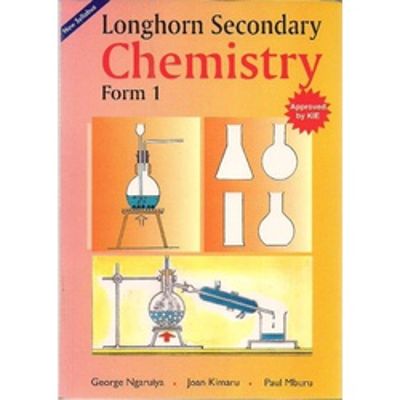 New Syllabus
Longhorn Secondary
Chemistry
Form 1
Approved
by KIE
George Ngaruiya • Joan Kimaru • Paul Mburu